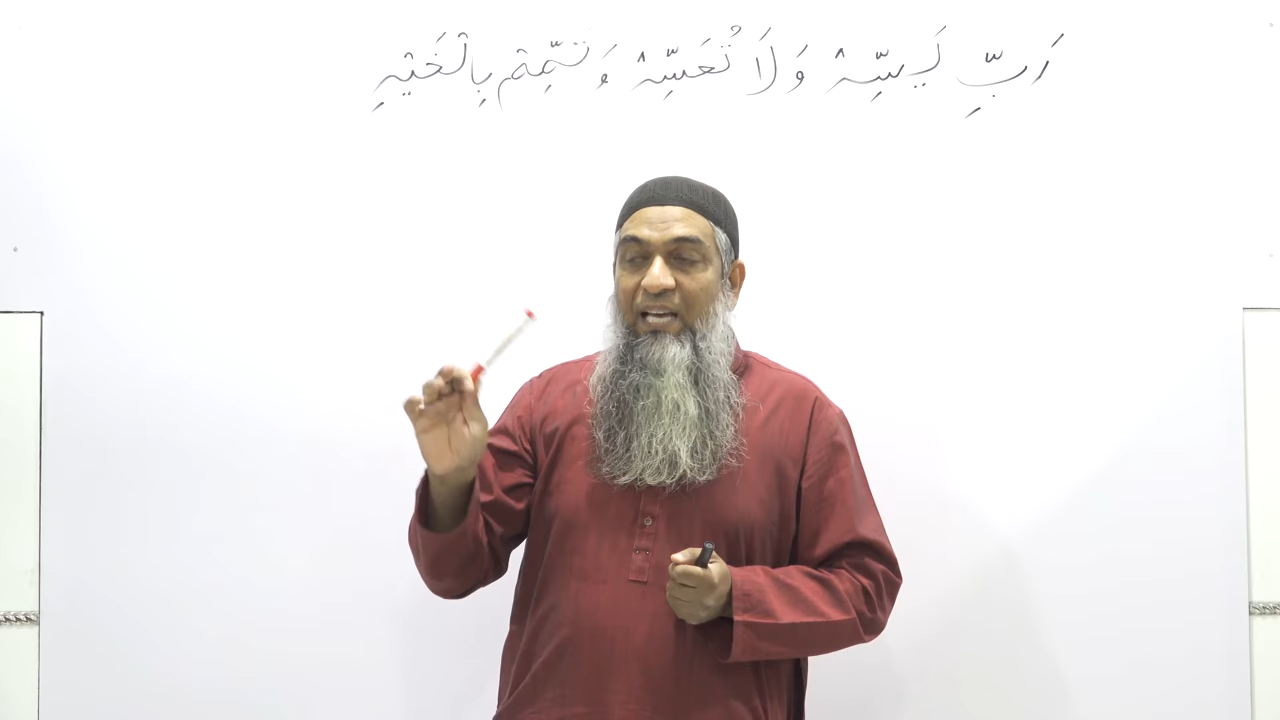 رَبِّ يَسِّرْ وَلَا تُعَسِّرْ وَتَمِّمْ بِالْخَيْرِ